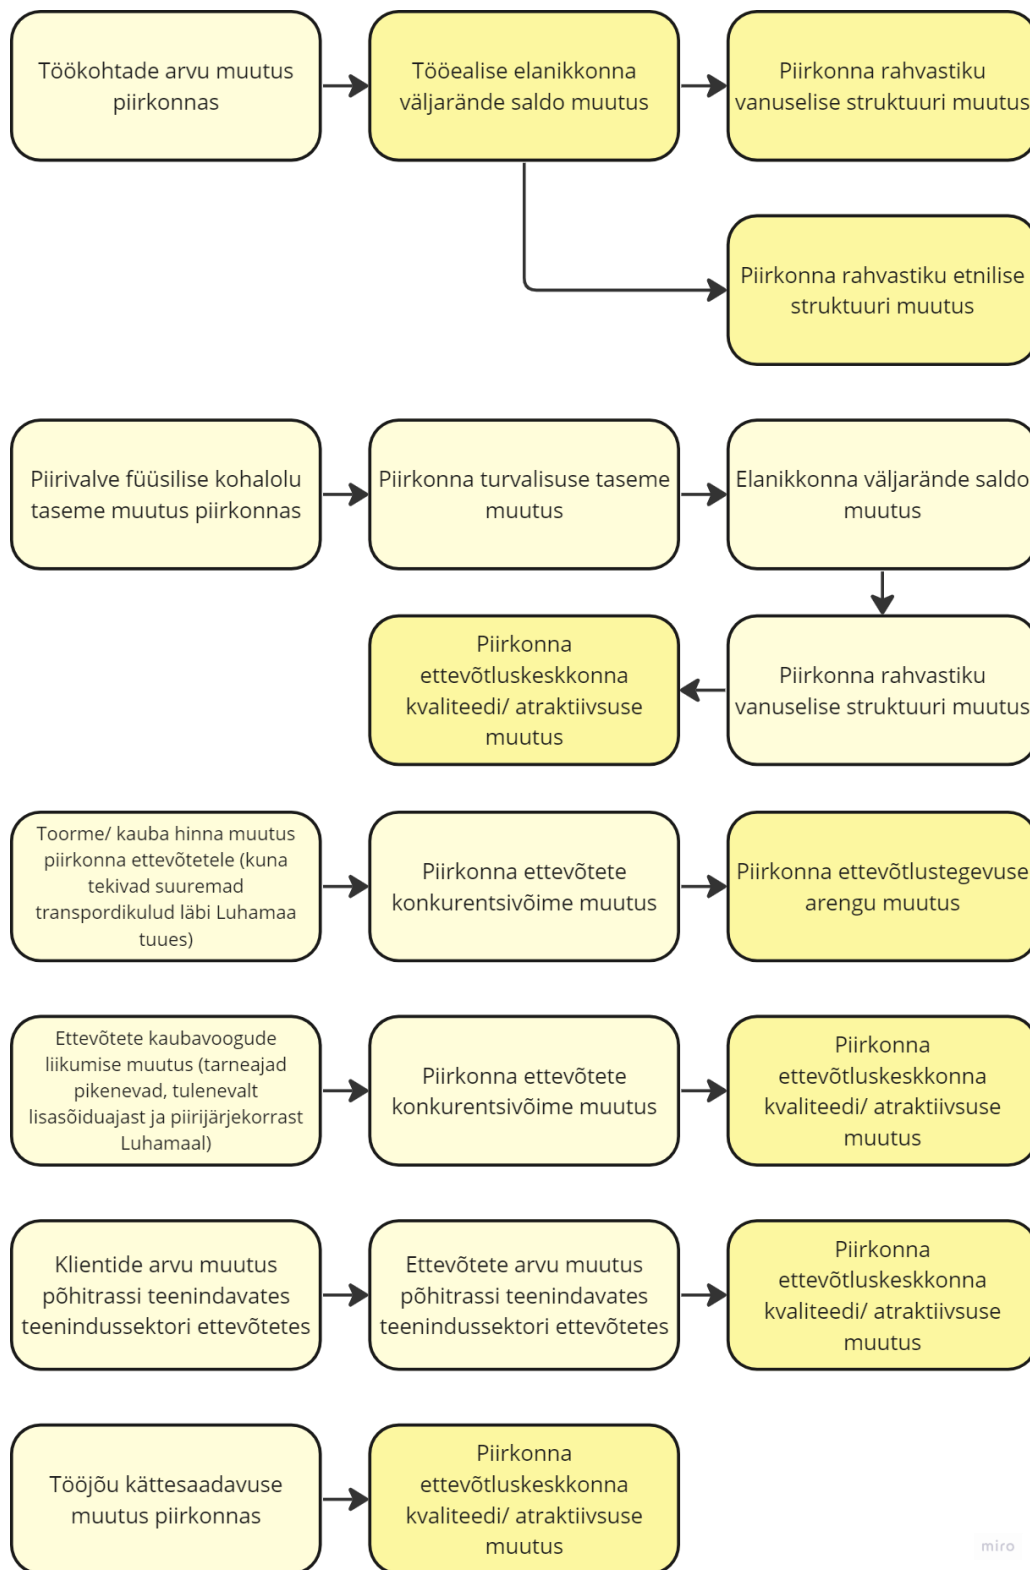 Töökohtade arvu muutus
piirkonnas
Tööealise elanikkonna
väljarände saldo muutus
Piirkonna rahvastiku
vanuselise struktuuri muutus
Piirkonna rahvastiku etnilise
struktuuri muutus
Piirivalve füüsilise kohalolu
taseme muutus piirkonnas
Piirkonna turvalisuse taseme
muutus
Elanikkonna väljarände saldo
muutus
Piirkonna rahvastiku
vanuselise struktuuri muutus
Piirkonna
ettevõtluskeskkonna
kvaliteedi/ atraktiivsuse
muutus
Toorme/ kauba hinna muutus
piirkonna ettevõtetele (kuna
tekivad suuremad
transpordikulud läbi Luhamaa
tuues)
Piirkonna ettevõtete
konkurentsivõime muutus
Piirkonna ettevõtlustegevuse
arengu muutus
Ettevõtete kaubavoogude
liikumise muutus (tarneajad
pikenevad, tulenevalt
lisasõiduajast ja piirijärjekorrast
Luhamaal)
Piirkonna ettevõtete
konkurentsivõime muutus
Piirkonna
ettevõtluskeskkonna
kvaliteedi/ atraktiivsuse
muutus
Klientide arvu muutus
põhitrassi teenindavates
teenindussektori ettevõtetes
Ettevõtete arvu muutus
põhitrassi teenindavates
teenindussektori ettevõtetes
Piirkonna
ettevõtluskeskkonna
kvaliteedi/ atraktiivsuse
muutus
Tööjõu kättesaadavuse
muutus piirkonnas
Piirkonna
ettevõtluskeskkonna
kvaliteedi/ atraktiivsuse
muutus
miro